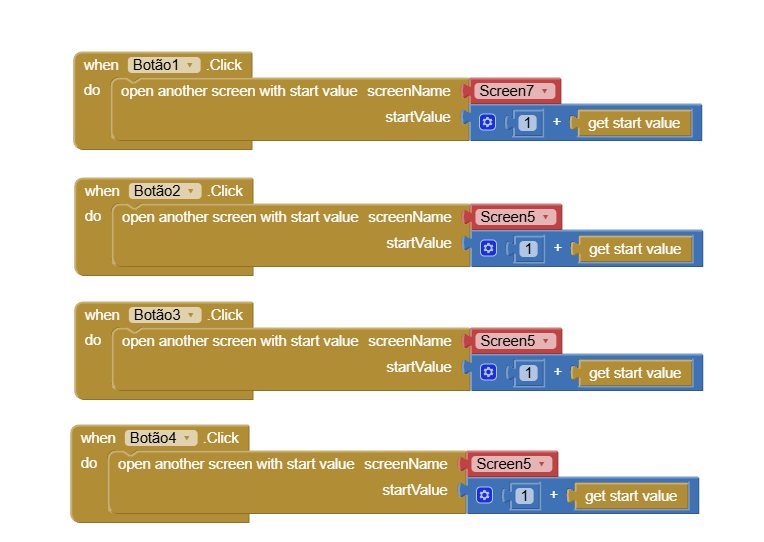 when Botão1 .Click
do open another screen with start value screenName Screen7
startValue 1 + get start value
when Botão2 .Click
do open another screen with start value screenName Screen5
startValue 1 + get start value
when Botão3 .Click
do open another screen with start value screenName Screen5
startValue 1 + get start value
when Botão4 .Click
do open another screen with start value screenName Screen5
startValue 1 + get start value